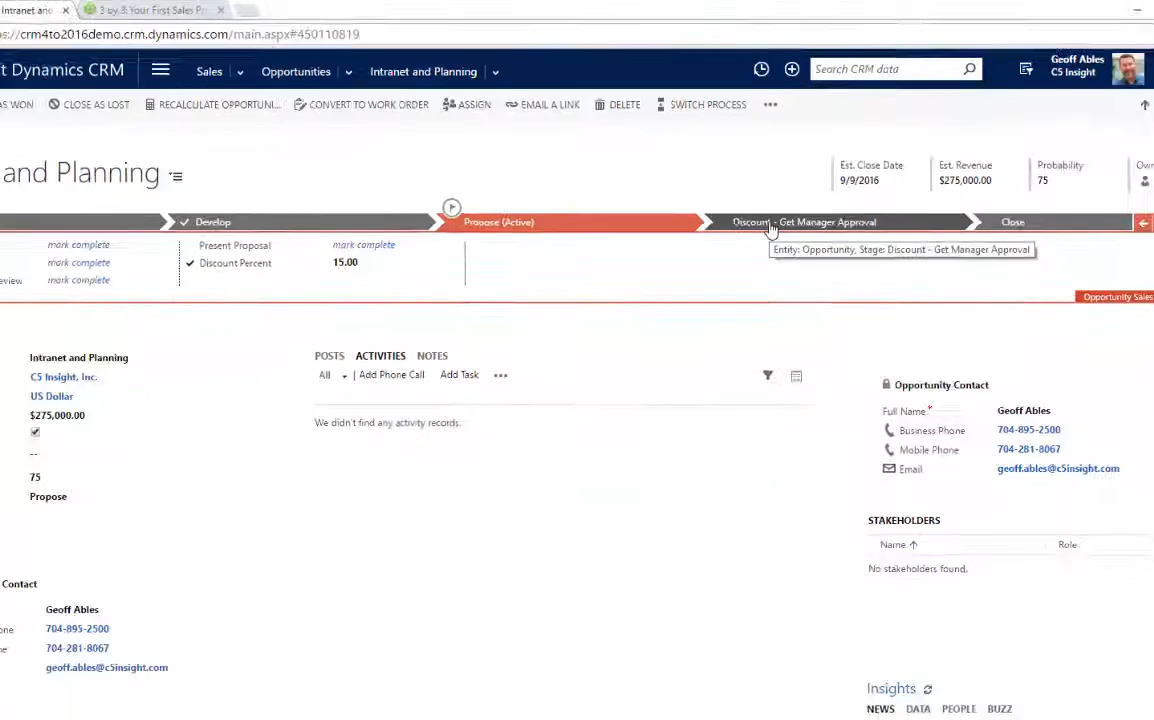 Intranet and
3 by 3: Your First Sales P
s://crm4to2016demo.crm.dynamics.com/main.aspx#450110819
t Dynamics CRM
Sales
Opportunities
Intranet and Planning
Search CRM data
Geoff Ables
C5 Insight
AS WON
CLOSE AS LOST
RECALCULATE OPPORTUNI...
CONVERT TO WORK ORDER
ASSIGN
EMAIL A LINK
DELETE
SWITCH PROCESS
•••
and Planning
Est. Close Date
9/9/2016
Est. Revenue
$275,000.00
Probability
75
Own
Develop
Propose (Active)
Discount - Get Manager Approval
Close
mark complete
Present Proposal
mark complete
Entity: Opportunity, Stage: Discount - Get Manager Approval
mark complete
Discount Percent
15.00
eview
mark complete
Opportunity Sales
Intranet and Planning
C5 Insight, Inc.
US Dollar
$275,000.00
--
75
Propose
POSTS ACTIVITIES NOTES
All | Add Phone Call Add Task •••
We didn't find any activity records.
Opportunity Contact
Full Name* Geoff Ables
Business Phone 704-895-2500
Mobile Phone 704-281-8067
Email geoff.ables@c5insight.com
STAKEHOLDERS
Name Role
No stakeholders found.
Contact
Geoff Ables
one 704-895-2500
ne 704-281-8067
geoff.ables@c5insight.com
Insights
NEWS DATA PEOPLE BUZZ